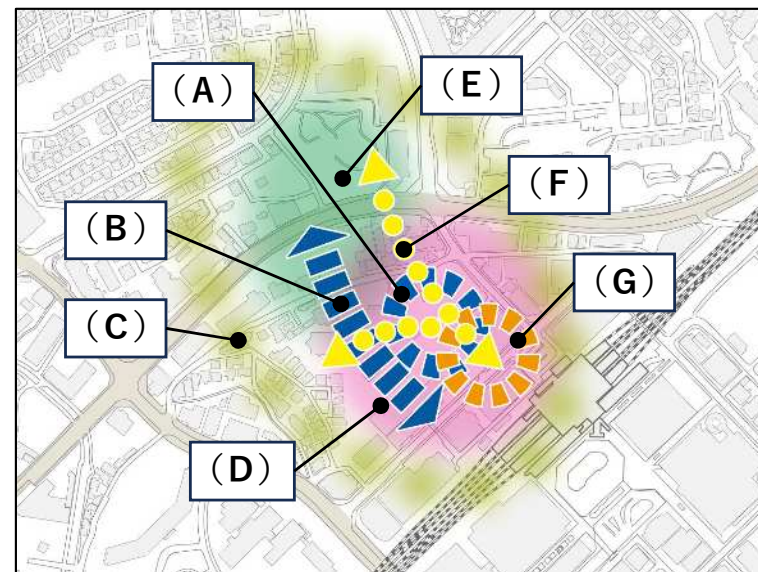 （A）
（E）
（F）
（B）
（G）
（C）
（D）